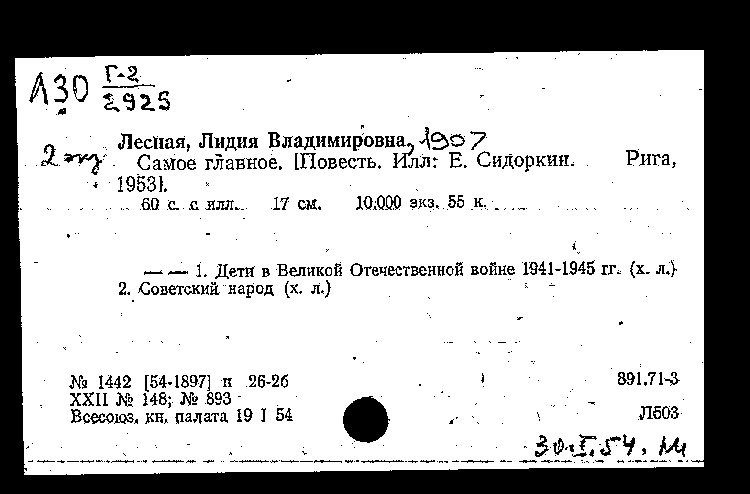 Л30 Г-2
2925
Лесная, Лидия Владимировна, 1907
2 экз Самое главное. [Повесть. Илл: Е. Сидоркин. Рига,
1953].
60 с. с илл. 17 см. 10.000 экз. 55 к.
— — 1. Дети в Великой Отечественной войне 1941-1945 гг. (х. л.)
2. Советский народ (х. л.)
№ 1442 [54-1897] п 26-26 891.71-3
XXII № 148; № 893
Всесоюз. кн. палата 19 I 54 Л503
30.I.54.